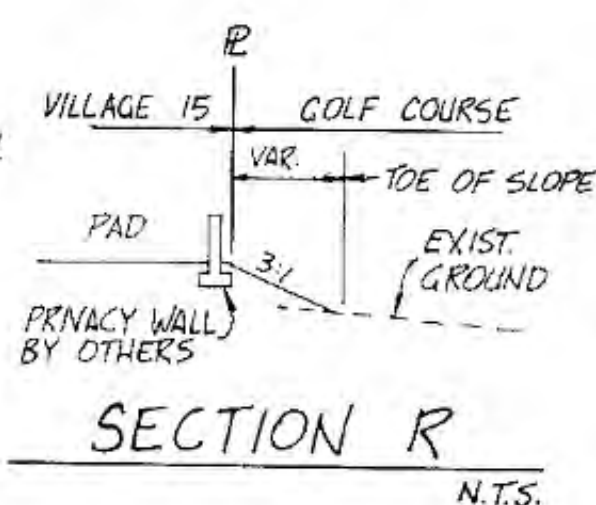 PL
VILLAGE 15 GOLF COURSE
VAR.
TOE OF SLOPE
PAD
3:1
EXIST.
GROUND
PRIVACY WALL
BY OTHERS
SECTION R
N.T.S.